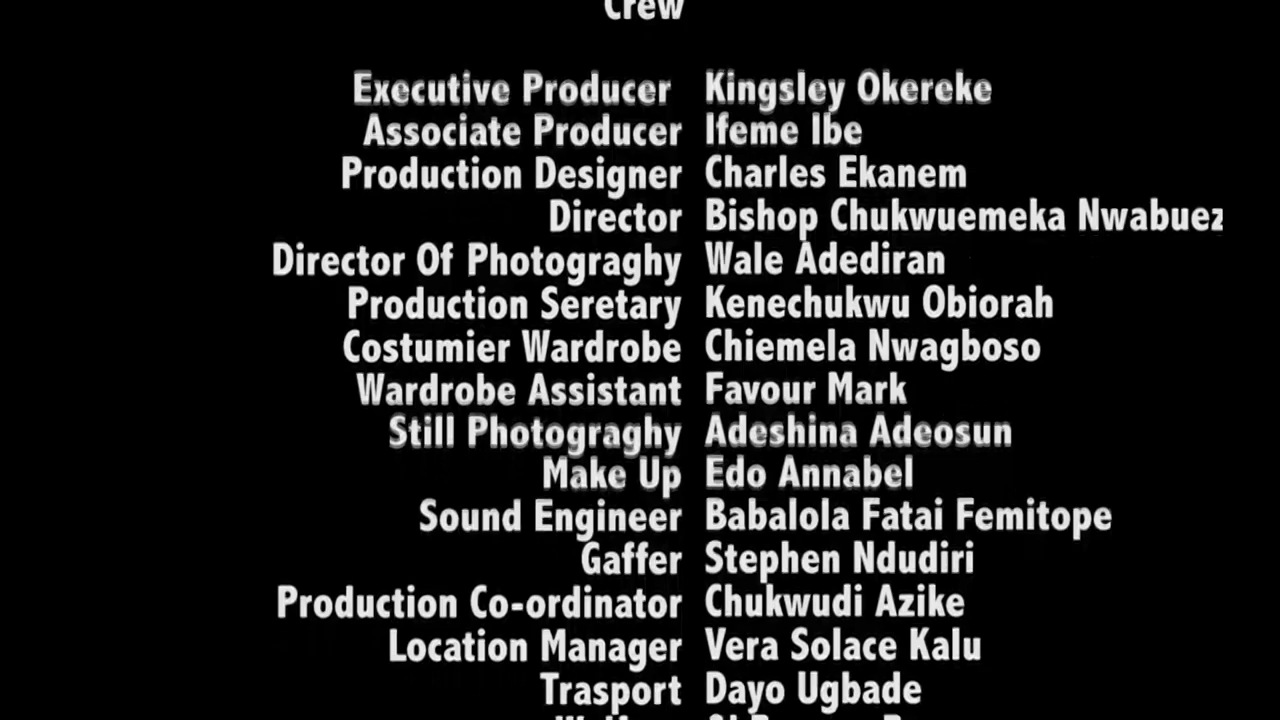 Crew
Executive Producer Kingsley Okereke
Associate Producer Ifeme Ibe
Production Designer Charles Ekanem
Director Bishop Chukwuemeka Nwabuez
Director Of Photograghy Wale Adediran
Production Seretary Kenechukwu Obiorah
Costumier Wardrobe Chiemela Nwagboso
Wardrobe Assistant Favour Mark
Still Photograghy Adeshina Adeosun
Make Up Edo Annabel
Sound Engineer Babalola Fatai Femitope
Gaffer Stephen Ndudiri
Production Co-ordinator Chukwudi Azike
Location Manager Vera Solace Kalu
Trasport Dayo Ugbade